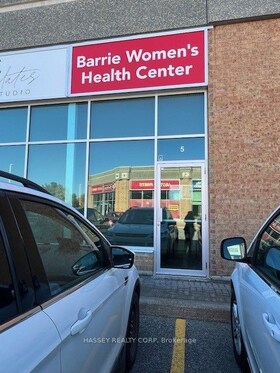 Barrie Women's
Health Center
STUDIO
5
HASSEY REALTY CORP., Brokerage